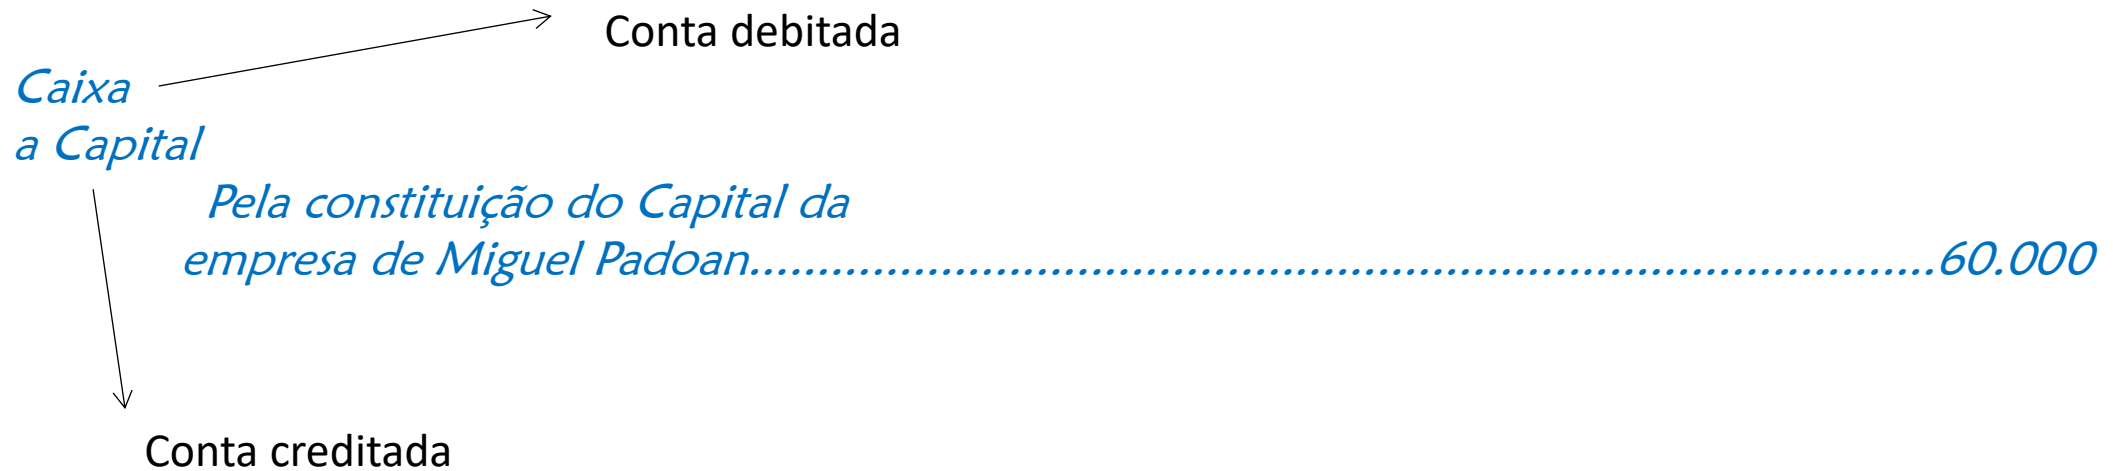 Conta debitada
Caixa
a Capital
Pela constituição do Capital da
empresa de Miguel Padoan........................................................................................60.000
Conta creditada